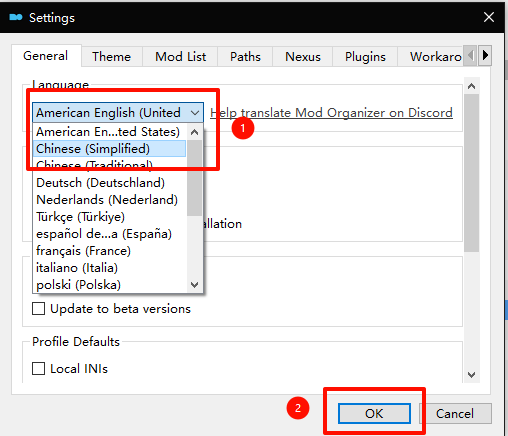 Settings
General Theme Mod List Paths Nexus Plugins Workaro
Language
American English (United Help translate Mod Organizer on Discord
1
American En...ted States)
Chinese (Simplified)
Chinese (Traditional)
Deutsch (Deutschland)
Nederlands (Nederland)
Türkçe (Türkiye)
allation
español de...a (España)
français (France)
italiano (Italia)
polski (Polska)
Update to beta versions
Profile Defaults
Local INIs
2
OK Cancel